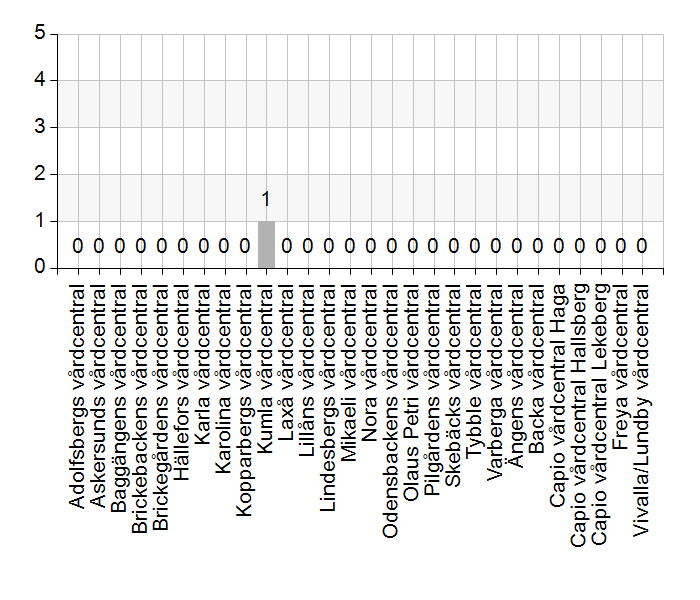 5
4
3
2
1
0
1
0 0 0 0 0 0 0 0 0 0 0 0 0 0 0 0 0 0 0 0 0 0 0 0 0 0 0
Adolfsbergs vårdcentral
Askersunds vårdcentral
Baggängens vårdcentral
Brickebackens vårdcentral
Brickegårdens vårdcentral
Hällefors vårdcentral
Karla vårdcentral
Karolina vårdcentral
Kopparbergs vårdcentral
Kumla vårdcentral
Laxå vårdcentral
Lillåns vårdcentral
Lindesbergs vårdcentral
Mikaeli vårdcentral
Nora vårdcentral
Odensbackens vårdcentral
Olaus Petri vårdcentral
Pilgårdens vårdcentral
Skebäcks vårdcentral
Tybble vårdcentral
Varberga vårdcentral
Ängens vårdcentral
Backa vårdcentral
Capio vårdcentral Haga
Capio vårdcentral Hallsberg
Capio vårdcentral Lekeberg
Freya vårdcentral
Vivalla/Lundby vårdcentral